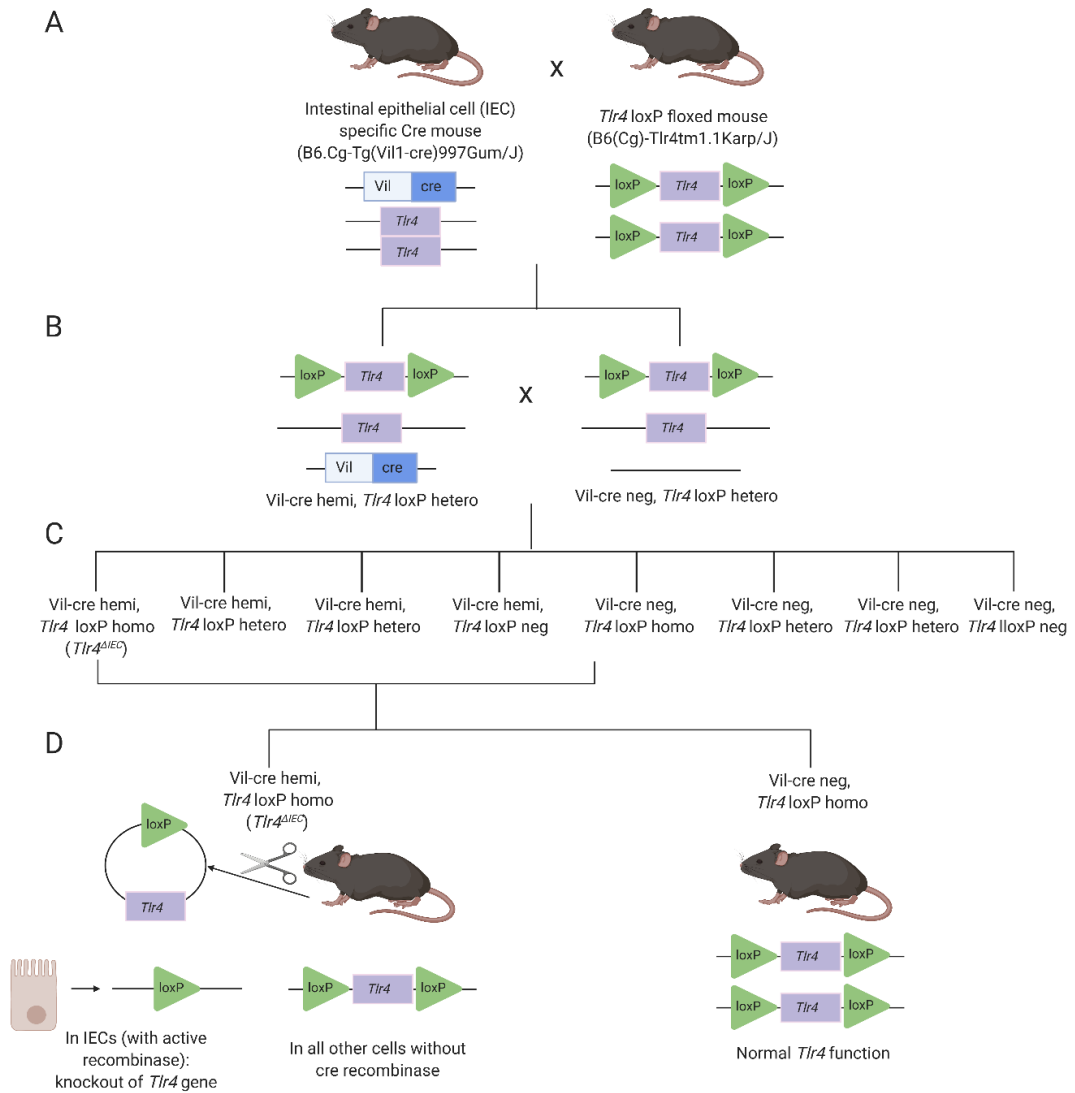 A
x
Intestinal epithelial cell (IEC)
specific Cre mouse
(B6.Cg-Tg(Vil1-cre)997Gum/J)
Tlr4 loxP floxed mouse
(B6(Cg)-Tlr4tm1.1Karp/J)
Vil cre
Tlr4
Tlr4
loxP Tlr4 loxP
loxP Tlr4 loxP
B
loxP Tlr4 loxP
Tlr4
Vil cre
Vil-cre hemi, Tlr4 loxP hetero
x
loxP Tlr4 loxP
Tlr4
Vil-cre neg, Tlr4 loxP hetero
C
Vil-cre hemi,
Tlr4 loxP homo
(Tlr4ΔIEC)
Vil-cre hemi,
Tlr4 loxP hetero
Vil-cre hemi,
Tlr4 loxP hetero
Vil-cre hemi,
Tlr4 loxP neg
Vil-cre neg,
Tlr4 loxP homo
Vil-cre neg,
Tlr4 loxP hetero
Vil-cre neg,
Tlr4 loxP hetero
Vil-cre neg,
Tlr4 lloxP neg
D
Vil-cre hemi,
Tlr4 loxP homo
(Tlr4ΔIEC)
loxP
Tlr4
loxP
In IECs (with active
recombinase):
knockout of Tlr4 gene
loxP Tlr4 loxP
In all other cells without
cre recombinase
Vil-cre neg,
Tlr4 loxP homo
loxP Tlr4 loxP
loxP Tlr4 loxP
Normal Tlr4 function